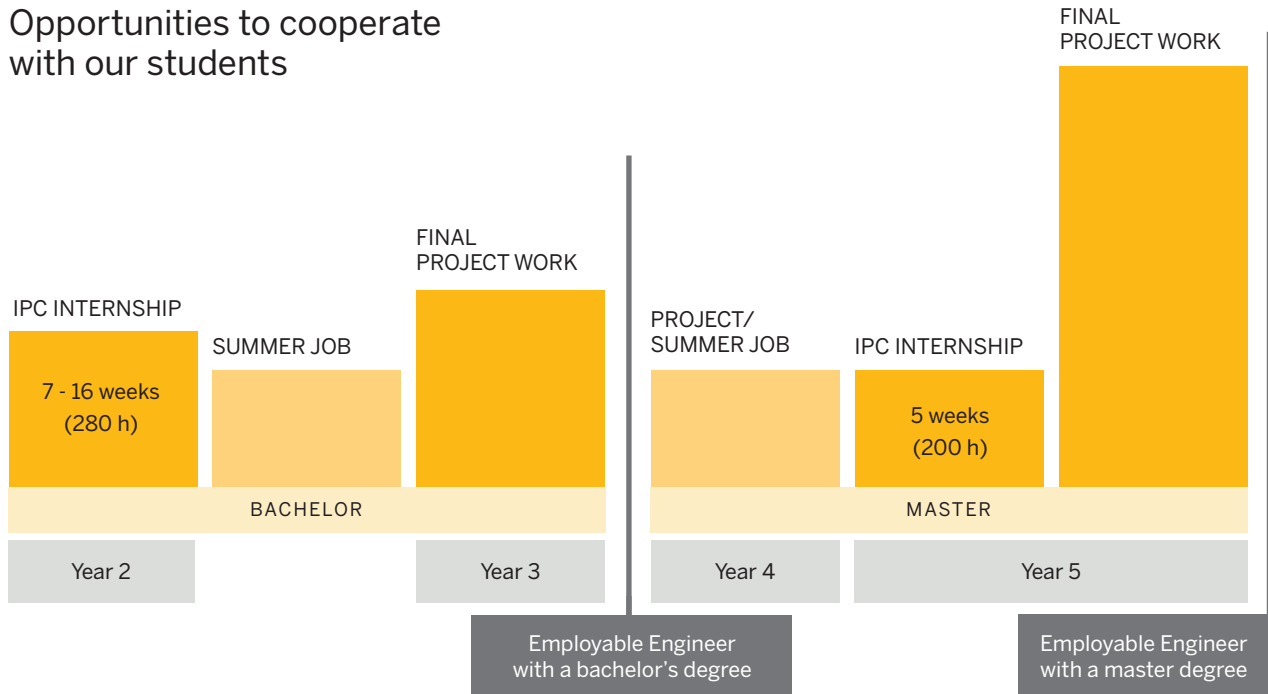 Opportunities to cooperate
with our students
IPC INTERNSHIP
7 - 16 weeks
(280 h)
SUMMER JOB
FINAL
PROJECT WORK
PROJECT/
SUMMER JOB
IPC INTERNSHIP
5 weeks
(200 h)
FINAL
PROJECT WORK
BACHELOR
MASTER
Year 2
Year 3
Year 4
Year 5
Employable Engineer
with a bachelor’s degree
Employable Engineer
with a master degree